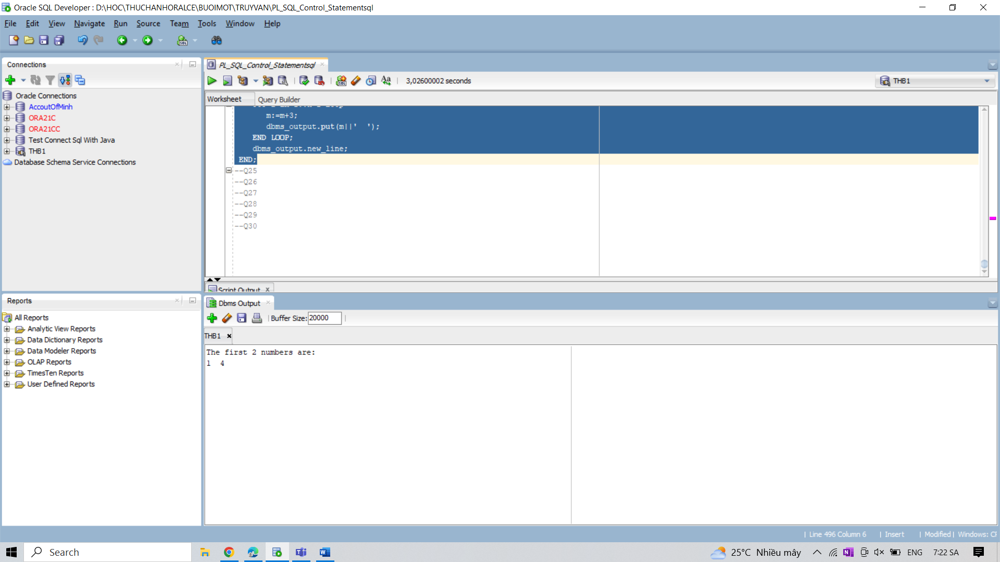 Oracle SQL Developer : D:\HOC\THUCHANHORALCE\BUOIMOT\TRUYVAN\PL_SQL_Control_Statementsql
File Edit View Navigate Run Source Team Tools Window Help
Connections
Oracle Connections
AccoutOfMinh
ORA21C
ORA21CC
Test Connect Sql With Java
THB1
Database Schema Service Connections
PL_SQL_Control_Statementsql
3,02600002 seconds
THB1
Worksheet Query Builder
m:=m+3;
dbms_output.put(m||'  ');
END LOOP;
dbms_output.new_line;
END;
--Q25
--Q26
--Q27
--Q28
--Q29
--Q30
Script Output
Reports
All Reports
Analytic View Reports
Data Dictionary Reports
Data Modeler Reports
OLAP Reports
TimesTen Reports
User Defined Reports
Dbms Output
Buffer Size: 20000
THB1
The first 2 numbers are:
1  4
Line 496 Column 6 | Insert | Modified | Windows: CF
Search
25°C Nhiều mây
ENG
7:22 SA